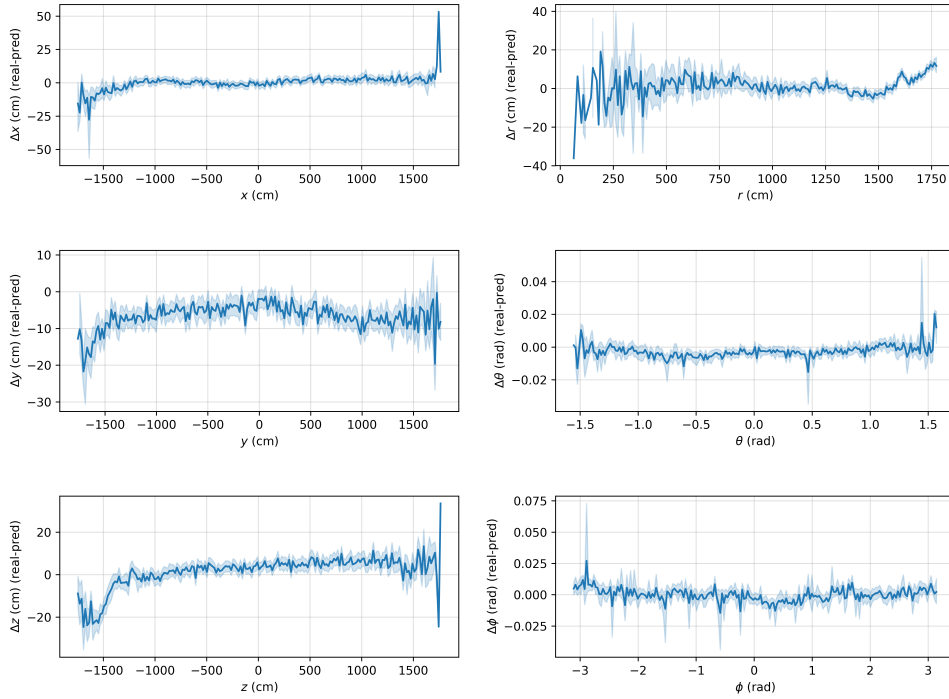 Δx (cm) (real-pred)
50
25
0
−25
−50
−1500 −1000 −500 0 500 1000 1500
x (cm)
Δr (cm) (real-pred)
40
20
0
−20
−40
0 250 500 750 1000 1250 1500 1750
r (cm)
Δy (cm) (real-pred)
10
0
−10
−20
−30
−1500 −1000 −500 0 500 1000 1500
y (cm)
Δθ (rad) (real-pred)
0.04
0.02
0.00
−0.02
−1.5 −1.0 −0.5 0.0 0.5 1.0 1.5
θ (rad)
Δz (cm) (real-pred)
20
0
−20
−1500 −1000 −500 0 500 1000 1500
z (cm)
Δϕ (rad) (real-pred)
0.075
0.050
0.025
0.000
−0.025
−3 −2 −1 0 1 2 3
ϕ (rad)